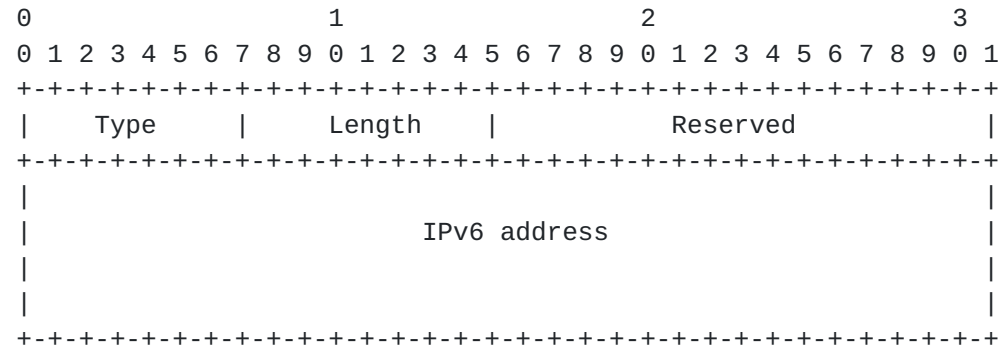 0                   1                   2                   3
0 1 2 3 4 5 6 7 8 9 0 1 2 3 4 5 6 7 8 9 0 1 2 3 4 5 6 7 8 9 0 1
+-+-+-+-+-+-+-+-+-+-+-+-+-+-+-+-+-+-+-+-+-+-+-+-+-+-+-+-+-+-+-+
|    Type     |     Length    |           Reserved            |
+-+-+-+-+-+-+-+-+-+-+-+-+-+-+-+-+-+-+-+-+-+-+-+-+-+-+-+-+-+-+-+
|                                                             |
|                         IPv6 address                        |
|                                                             |
|                                                             |
+-+-+-+-+-+-+-+-+-+-+-+-+-+-+-+-+-+-+-+-+-+-+-+-+-+-+-+-+-+-+-+